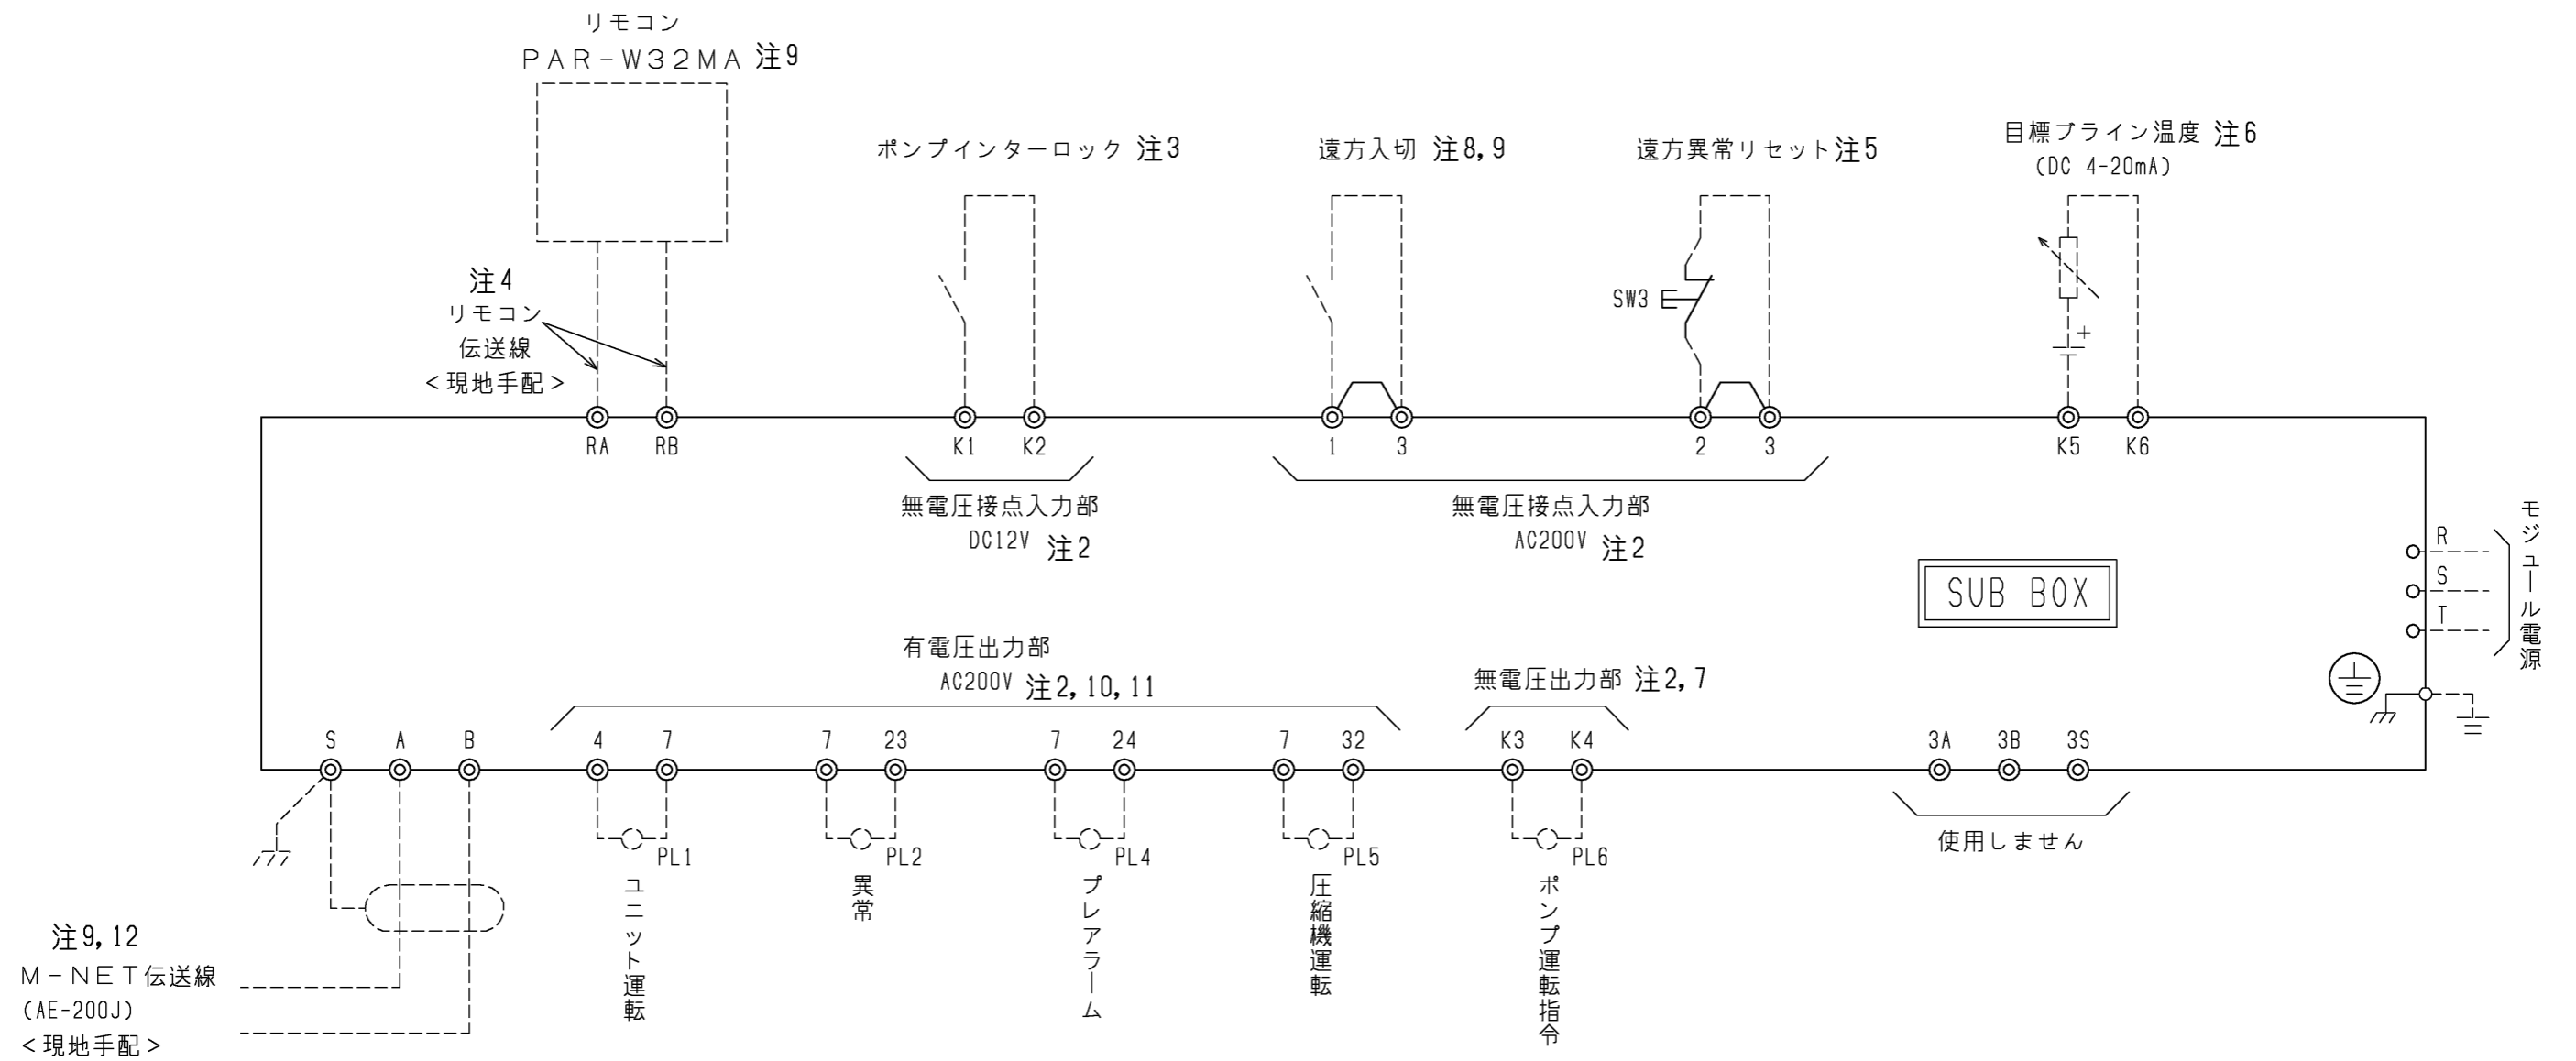 リモコン
PAR-W32MA 注9
ポンプインターロック 注3
遠方入切 注8,9
遠方異常リセット注5
目標ブライン温度 注6
(DC 4-20mA)
注4
リモコン
伝送線
<現地手配>
SW3
+
RA RB K1 K2 1 3 2 3 K5 K6
無電圧接点入力部
DC12V 注2
無電圧接点入力部
AC200V 注2
R
S
T
モジュール電源
SUB BOX
有電圧出力部
AC200V 注2,10,11
無電圧出力部 注2,7
S A B 4 7 7 23 7 24 7 32 K3 K4 3A 3B 3S
使用しません
PL1 PL2 PL4 PL5 PL6
ユニット運転
異常
プレアラーム
圧縮機運転
ポンプ運転指令
注9,12
M-NET伝送線
(AE-200J)
<現地手配>